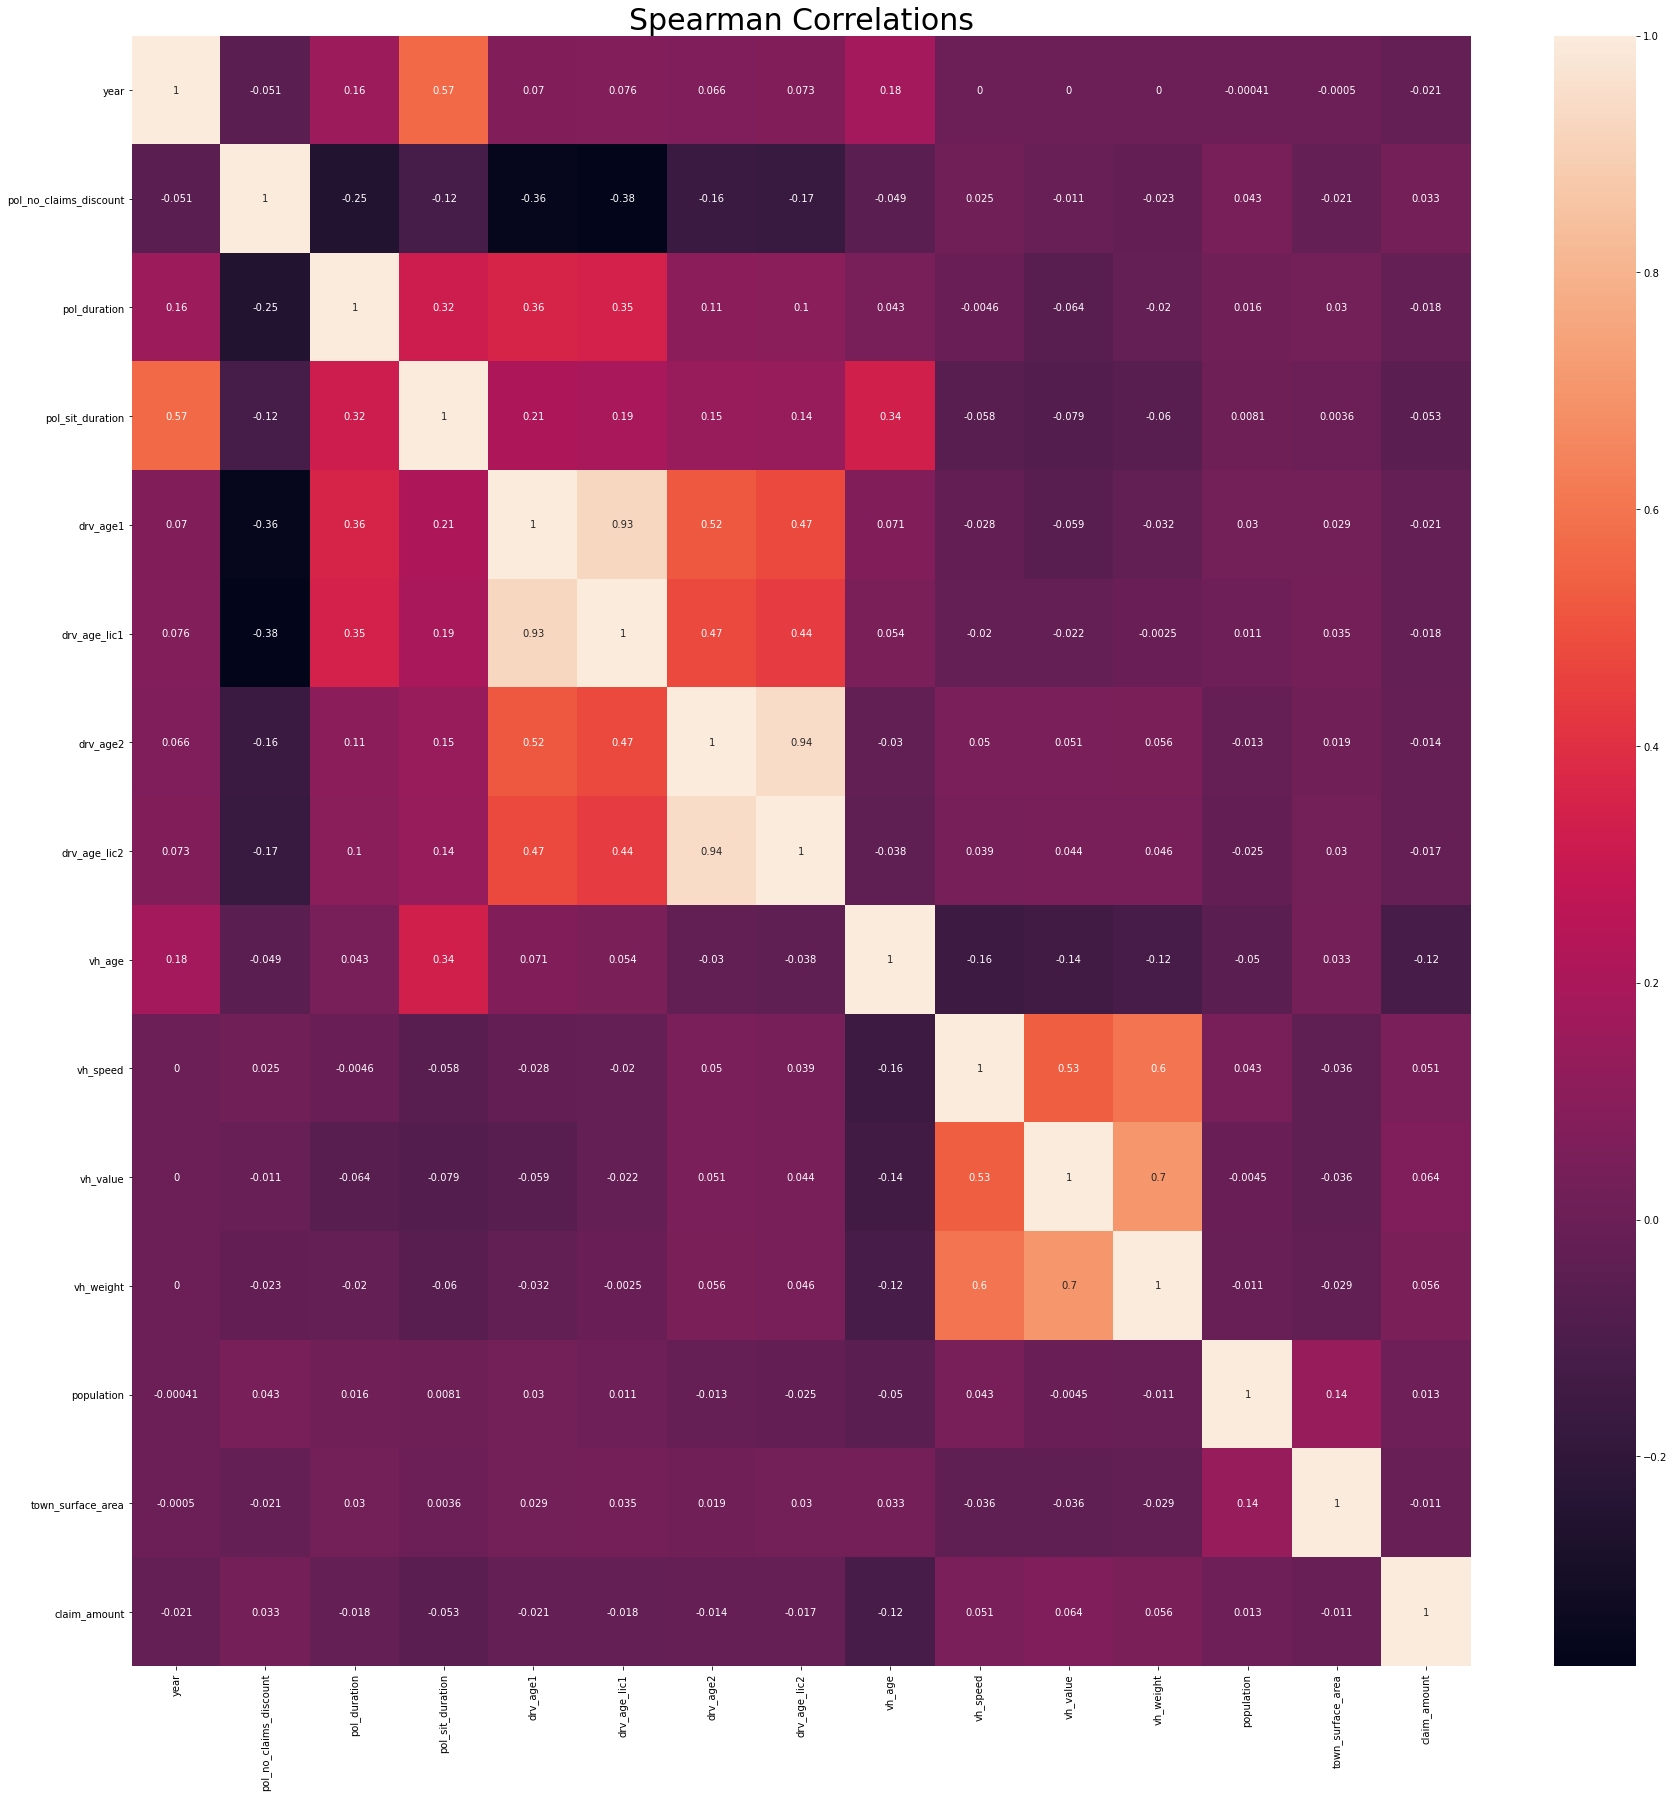 Spearman Correlations
year 1 -0.051 0.16 0.57 0.07 0.076 0.066 0.073 0.18 0 0 0 -0.00041 -0.0005 -0.021
pol_no_claims_discount -0.051 1 -0.25 -0.12 -0.36 -0.38 -0.16 -0.17 -0.049 0.025 -0.011 -0.023 0.043 -0.021 0.033
pol_duration 0.16 -0.25 1 0.32 0.36 0.35 0.11 0.1 0.043 -0.0046 -0.064 -0.02 0.016 0.03 -0.018
pol_sit_duration 0.57 -0.12 0.32 1 0.21 0.19 0.15 0.14 0.34 -0.058 -0.079 -0.06 0.0081 0.0036 -0.053
drv_age1 0.07 -0.36 0.36 0.21 1 0.93 0.52 0.47 0.071 -0.028 -0.059 -0.032 0.03 0.029 -0.021
drv_age_lic1 0.076 -0.38 0.35 0.19 0.93 1 0.47 0.44 0.054 -0.02 -0.022 -0.0025 0.011 0.035 -0.018
drv_age2 0.066 -0.16 0.11 0.15 0.52 0.47 1 0.94 -0.03 0.05 0.051 0.056 -0.013 0.019 -0.014
drv_age_lic2 0.073 -0.17 0.1 0.14 0.47 0.44 0.94 1 -0.038 0.039 0.044 0.046 -0.025 0.03 -0.017
vh_age 0.18 -0.049 0.043 0.34 0.071 0.054 -0.03 -0.038 1 -0.16 -0.14 -0.12 -0.05 0.033 -0.12
vh_speed 0 0.025 -0.0046 -0.058 -0.028 -0.02 0.05 0.039 -0.16 1 0.53 0.6 0.043 -0.036 0.051
vh_value 0 -0.011 -0.064 -0.079 -0.059 -0.022 0.051 0.044 -0.14 0.53 1 0.7 -0.0045 -0.036 0.064
vh_weight 0 -0.023 -0.02 -0.06 -0.032 -0.0025 0.056 0.046 -0.12 0.6 0.7 1 -0.011 -0.029 0.056
population -0.00041 0.043 0.016 0.0081 0.03 0.011 -0.013 -0.025 -0.05 0.043 -0.0045 -0.011 1 0.14 0.013
town_surface_area -0.0005 -0.021 0.03 0.0036 0.029 0.035 0.019 0.03 0.033 -0.036 -0.036 -0.029 0.14 1 -0.011
claim_amount -0.021 0.033 -0.018 -0.053 -0.021 -0.018 -0.014 -0.017 -0.12 0.051 0.064 0.056 0.013 -0.011 1
year
pol_no_claims_discount
pol_duration
pol_sit_duration
drv_age1
drv_age_lic1
drv_age2
drv_age_lic2
vh_age
vh_speed
vh_value
vh_weight
population
town_surface_area
claim_amount
1.0
0.8
0.6
0.4
0.2
0.0
−0.2